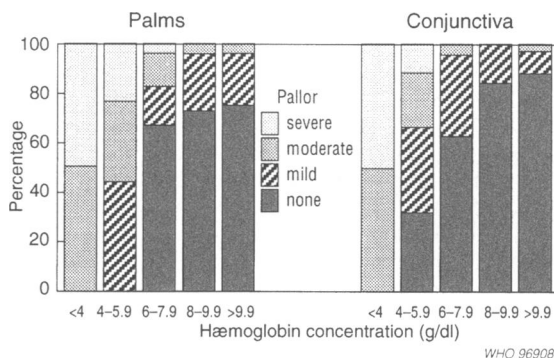 Palms Conjunctiva
100
80
60
40
20
0
Percentage
Pallor
severe
moderate
mild
none
<4 4–5.9 6–7.9 8–9.9 >9.9 <4 4–5.9 6–7.9 8–9.9 >9.9
Hæmoglobin concentration (g/dl)
WHO 96908